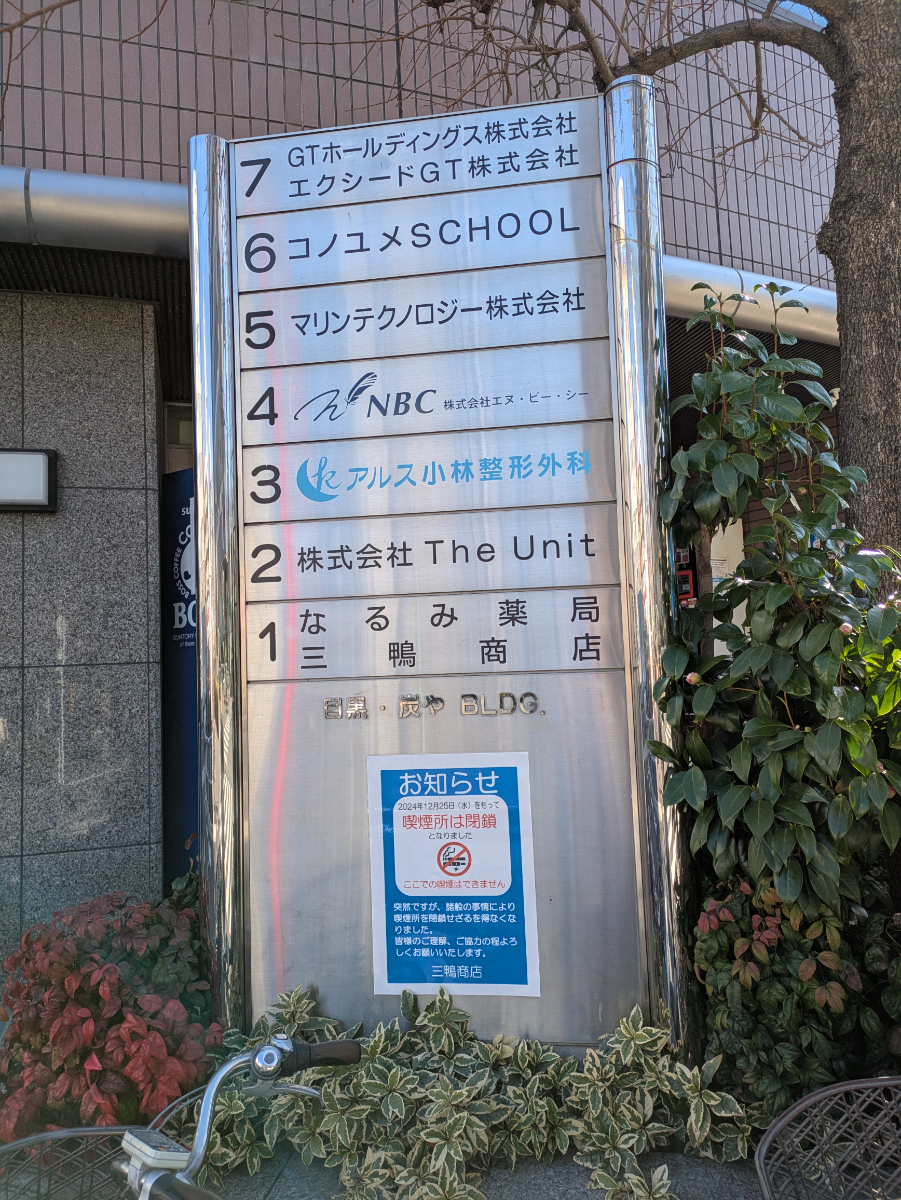 7 GTホールディングス株式会社
エクシードGT株式会社
6 コノユメSCHOOL
5 マリンテクノロジー株式会社
4 NBC 株式会社エヌ・ビー・シー
3 アルス小林整形外科
2 株式会社 The Unit
1 なるみ薬局
三鴨商店
目黒・炭や BLDG.
お知らせ
2024年12月25日（水）をもって
喫煙所は閉鎖
となりました
ここでの喫煙はできません
突然ですが、諸般の事情により
喫煙所を閉鎖せざるを得なくな
りました。
皆様のご理解、ご協力の程よろ
しくお願いいたします。
三鴨商店
BOSS COFFEE
SUNTORY